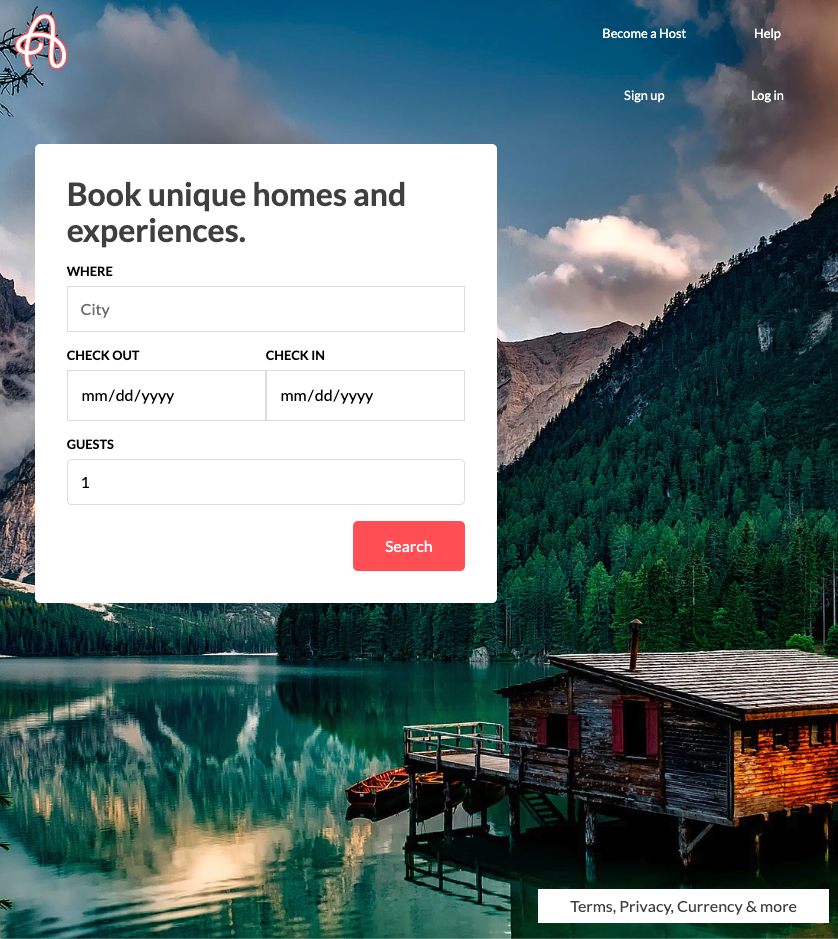 A
Become a Host Help
Sign up Log in
Book unique homes and
experiences.
WHERE
City
CHECK OUT CHECK IN
mm/dd/yyyy mm/dd/yyyy
GUESTS
1
Search
Terms, Privacy, Currency & more